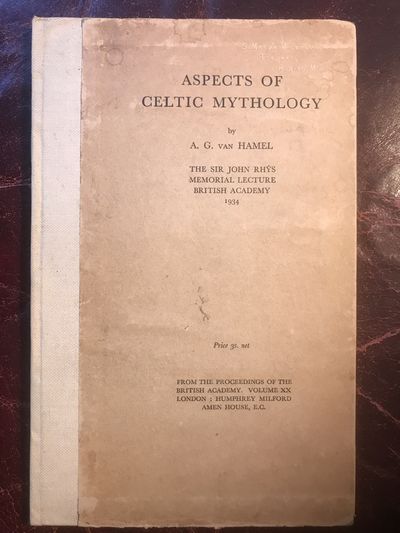 ASPECTS OF
CELTIC MYTHOLOGY
by
A. G. VAN HAMEL
THE SIR JOHN RHŶS
MEMORIAL LECTURE
BRITISH ACADEMY
1934
Price 3s. net
FROM THE PROCEEDINGS OF THE
BRITISH ACADEMY. VOLUME XX
LONDON : HUMPHREY MILFORD
AMEN HOUSE, E.C.